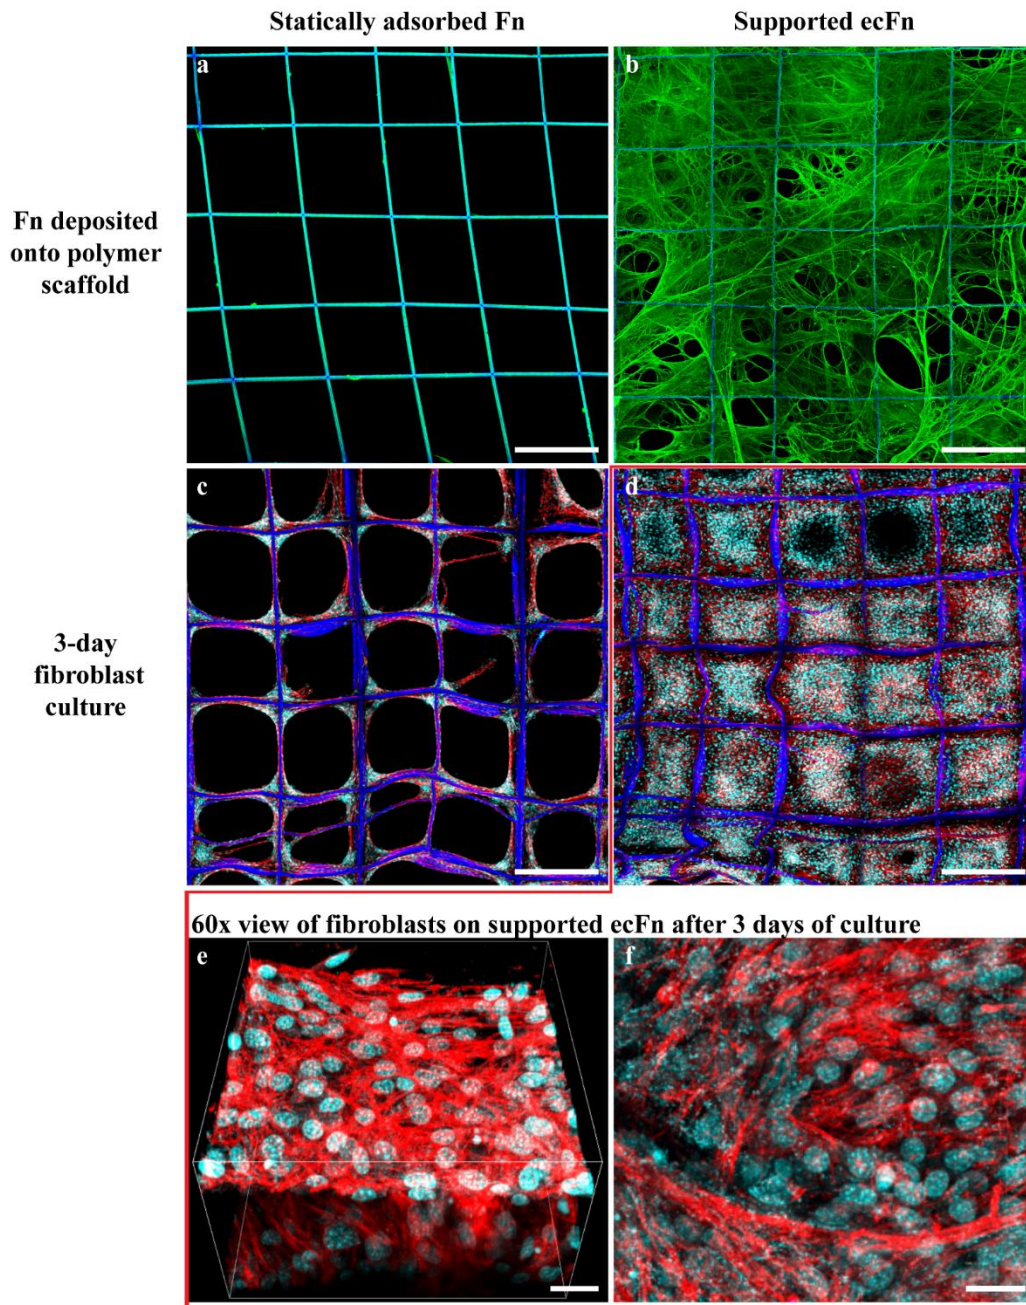 Statically adsorbed Fn
Supported ecFn
a
b
Fn deposited
onto polymer
scaffold
c
d
3-day
fibroblast
culture
60x view of fibroblasts on supported ecFn after 3 days of culture
e
f